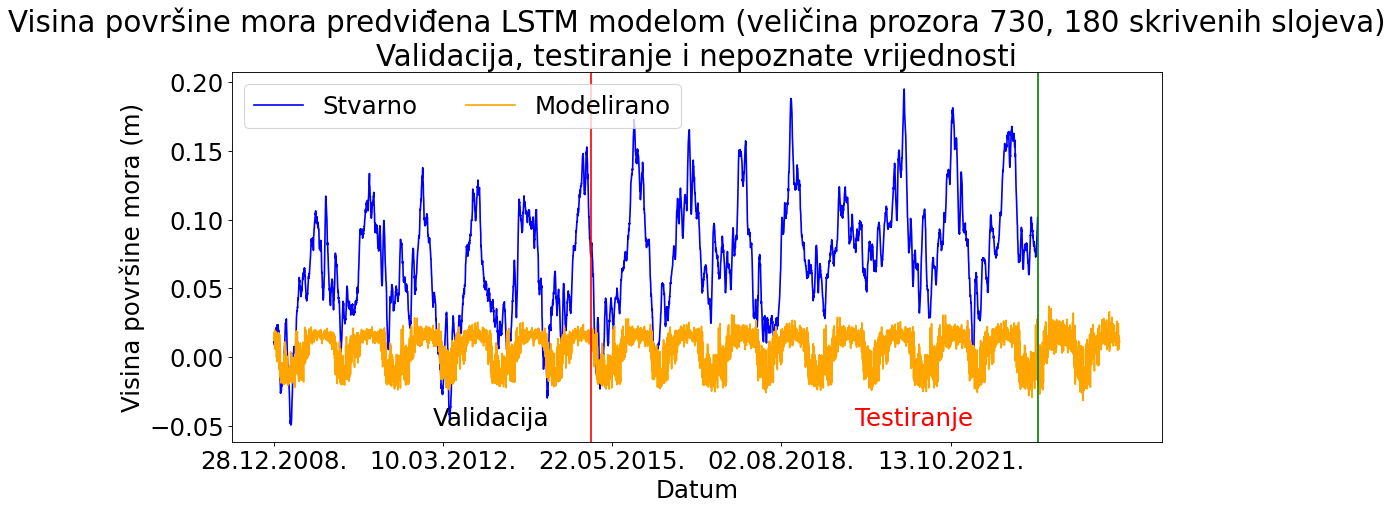 Visina površine mora predviđena LSTM modelom (veličina prozora 730, 180 skrivenih slojeva)
Validacija, testiranje i nepoznate vrijednosti
Stvarno
Modelirano
Visina površine mora (m)
0.20
0.15
0.10
0.05
0.00
−0.05
Validacija
Testiranje
28.12.2008.
10.03.2012.
22.05.2015.
02.08.2018.
13.10.2021.
Datum